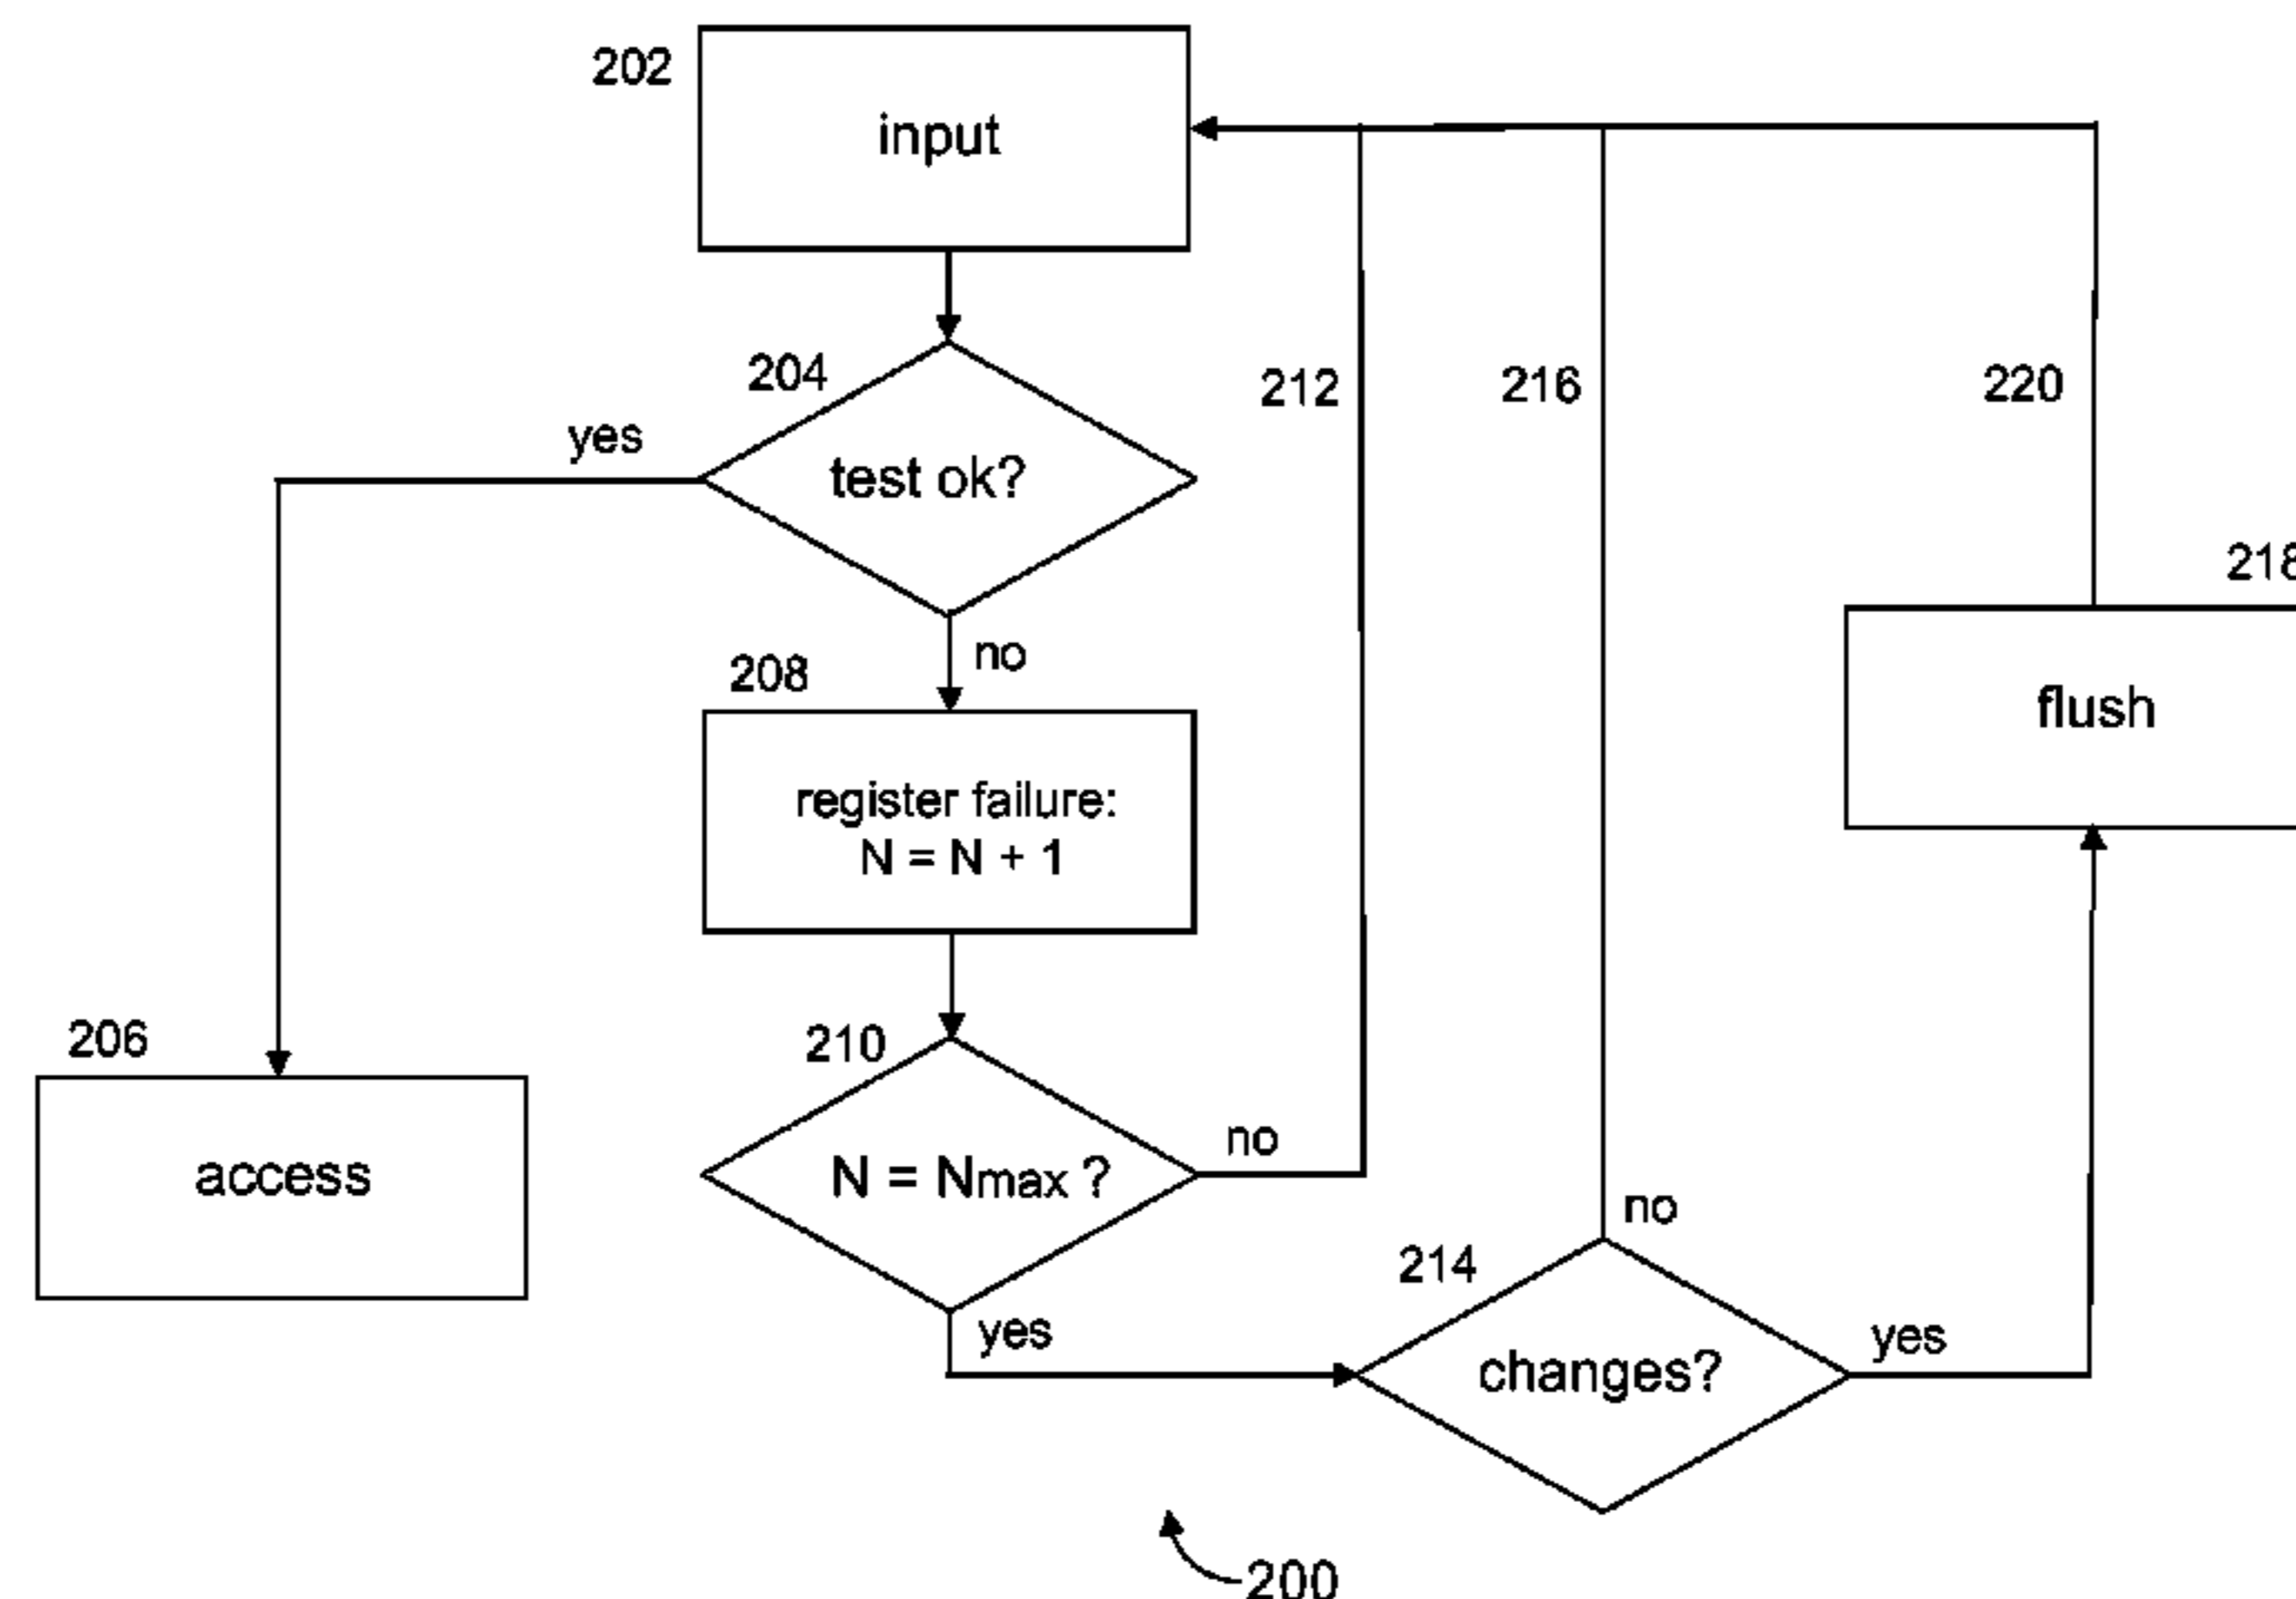 202
input
204
yes
test ok?
212
216
220
218
no
208
register failure:
N = N + 1
flush
206
access
210
N = Nmax ?
no
no
214
yes
changes?
yes
200